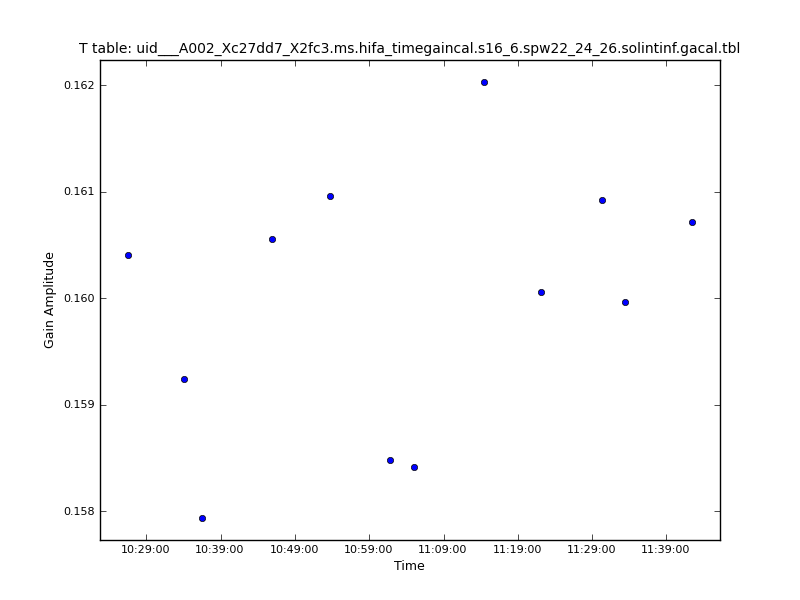 T table: uid___A002_Xc27dd7_X2fc3.ms.hifa_timegaincal.s16_6.spw22_24_26.solintinf.gacal.tbl
0.162
0.161
0.160
0.159
0.158
Gain Amplitude
10:29:00 10:39:00 10:49:00 10:59:00 11:09:00 11:19:00 11:29:00 11:39:00
Time